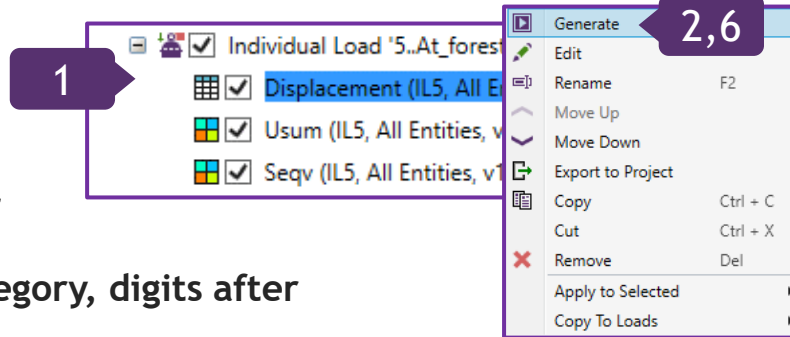 1
Individual Load '5..At_forest
Displacement (IL5, All E
Usum (IL5, All Entities, v
Seqv (IL5, All Entities, v1
egory, digits after
2,6
Generate
Edit
Rename F2
Move Up
Move Down
Export to Project
Copy Ctrl + C
Cut Ctrl + X
Remove Del
Apply to Selected
Copy To Loads